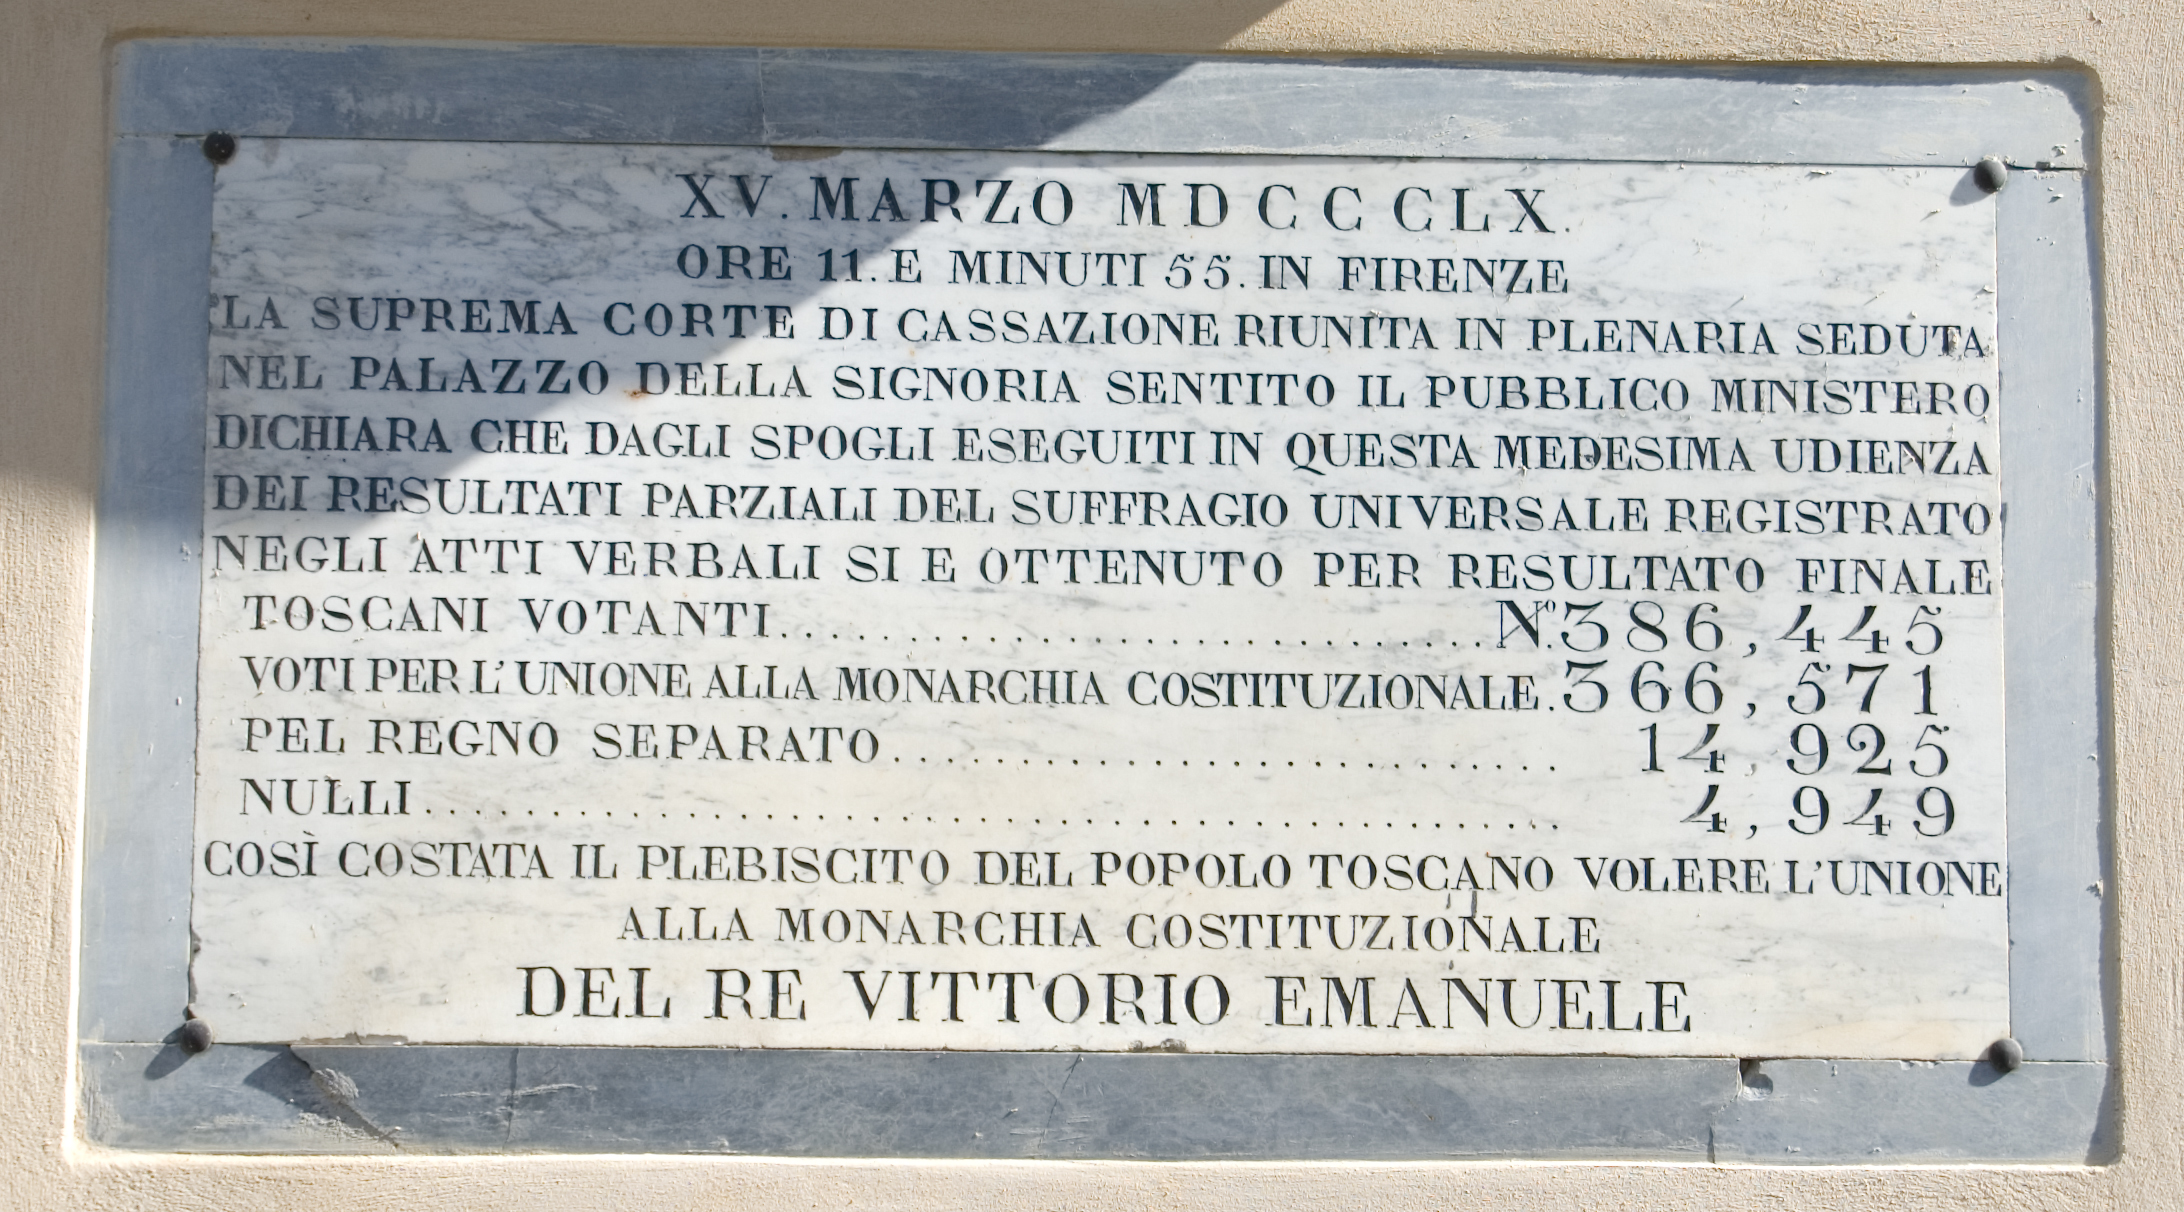 XV. MARZO MDCCCLX.
ORE 11. E MINUTI 55. IN FIRENZE
LA SUPREMA CORTE DI CASSAZIONE RIUNITA IN PLENARIA SEDUTA
NEL PALAZZO DELLA SIGNORIA SENTITO IL PUBBLICO MINISTERO
DICHIARA CHE DAGLI SPOGLI ESEGUITI IN QUESTA MEDESIMA UDIENZA
DEI RESULTATI PARZIALI DEL SUFFRAGIO UNIVERSALE REGISTRATO
NEGLI ATTI VERBALI SI E OTTENUTO PER RESULTATO FINALE
TOSCANI VOTANTI.......................................N.º 386,445
VOTI PER L'UNIONE ALLA MONARCHIA COSTITUZIONALE. 366,571
PEL REGNO SEPARATO........................... 14,925
NULLI............................................. 4,949
COSÌ COSTATA IL PLEBISCITO DEL POPOLO TOSCANO VOLERE L'UNIONE
ALLA MONARCHIA COSTITUZIONALE
DEL RE VITTORIO EMANUELE